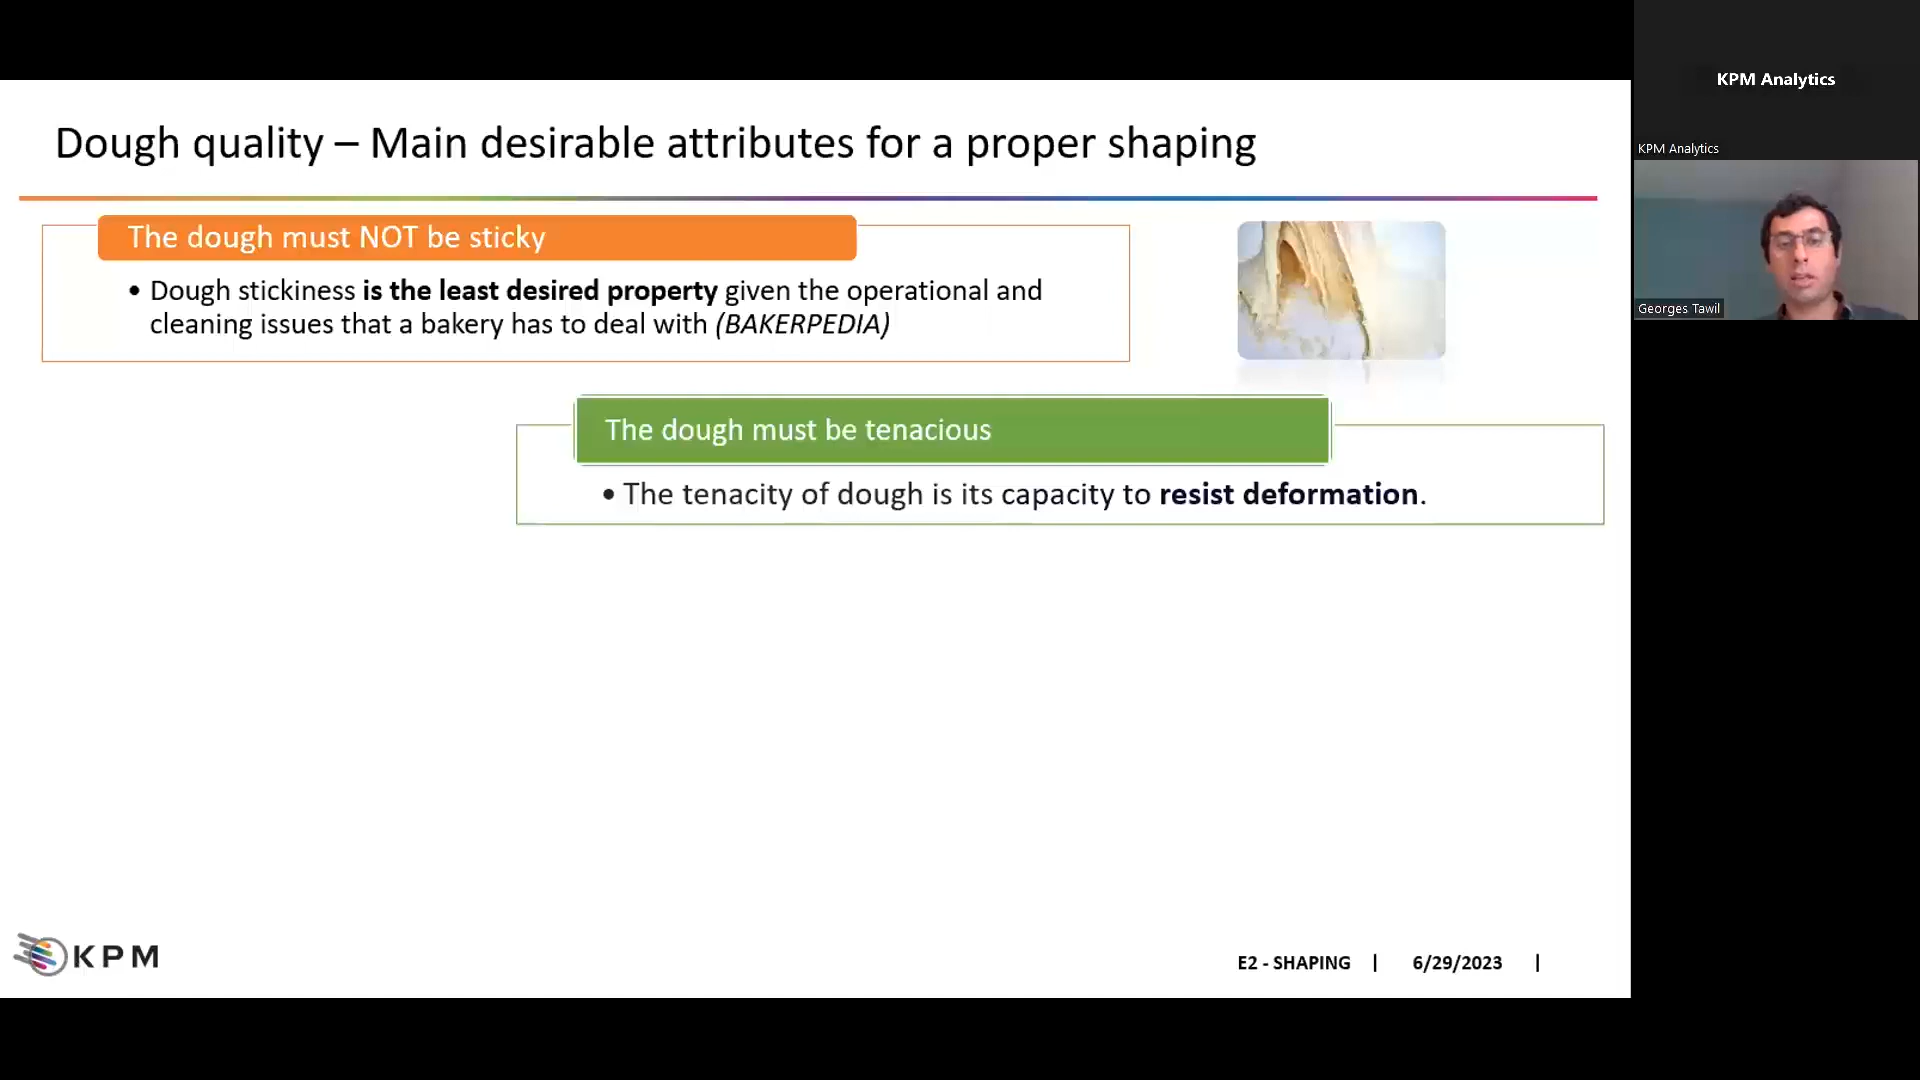 Dough quality – Main desirable attributes for a proper shaping
The dough must NOT be sticky
• Dough stickiness is the least desired property given the operational and
cleaning issues that a bakery has to deal with (BAKERPEDIA)
The dough must be tenacious
• The tenacity of dough is its capacity to resist deformation.
KPM
E2 - SHAPING | 6/29/2023 |
KPM Analytics
KPM Analytics
Georges Tawil